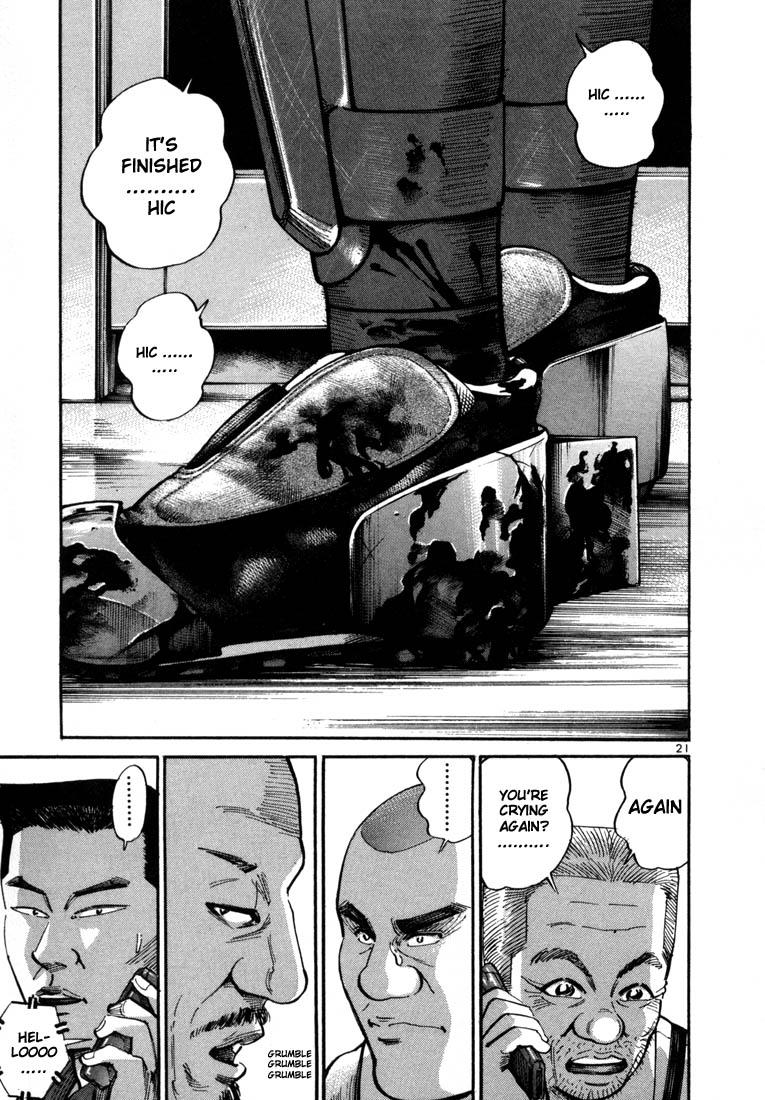 HIC ......
.....
IT'S
FINISHED
..........
HIC
HIC ......
.....
21
AGAIN
YOU'RE
CRYING
AGAIN?
...........
........
GRUMBLE
GRUMBLE
GRUMBLE
........
HEL-
LOOOO
.....